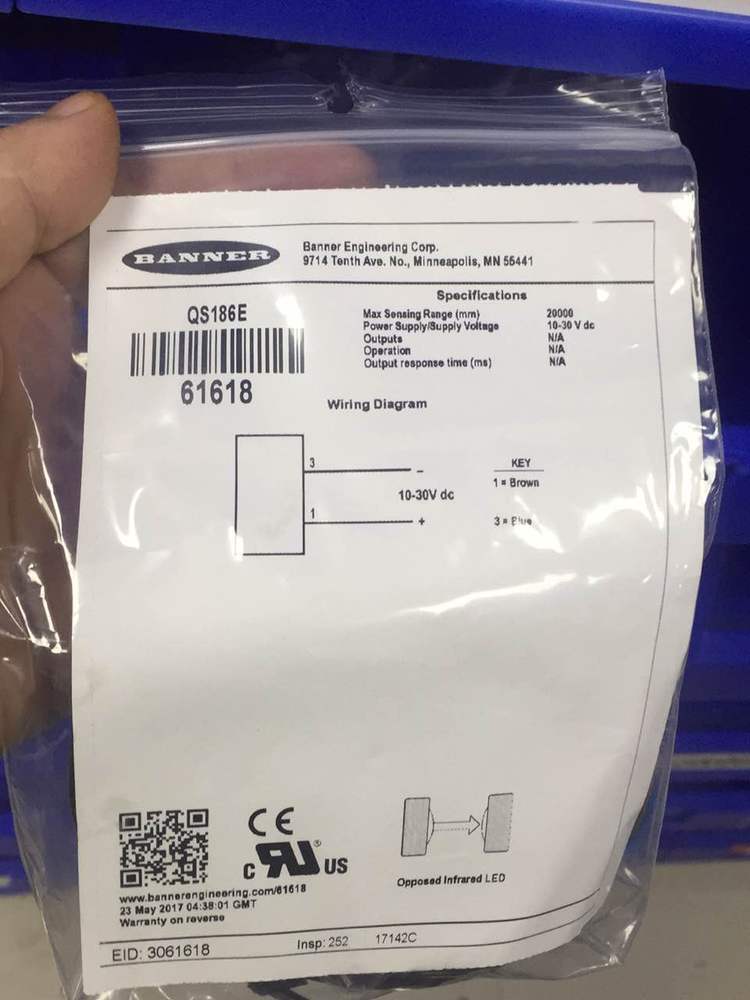 BANNER
Banner Engineering Corp.
9714 Tenth Ave. No., Minneapolis, MN 55441
QS186E
61618
Specifications
Max Sensing Range (mm) 20000
Power Supply/Supply Voltage 10-30 V dc
Outputs N/A
Operation N/A
Output response time (ms) N/A
Wiring Diagram
3 −
10-30V dc
1 +
KEY
1 = Brown
3 = Blue
CE
C RU® US
Opposed Infrared LED
www.bannerengineering.com/61618
23 May 2017 04:38:01 GMT
Warranty on reverse
EID: 3061618 Insp: 252 17142C